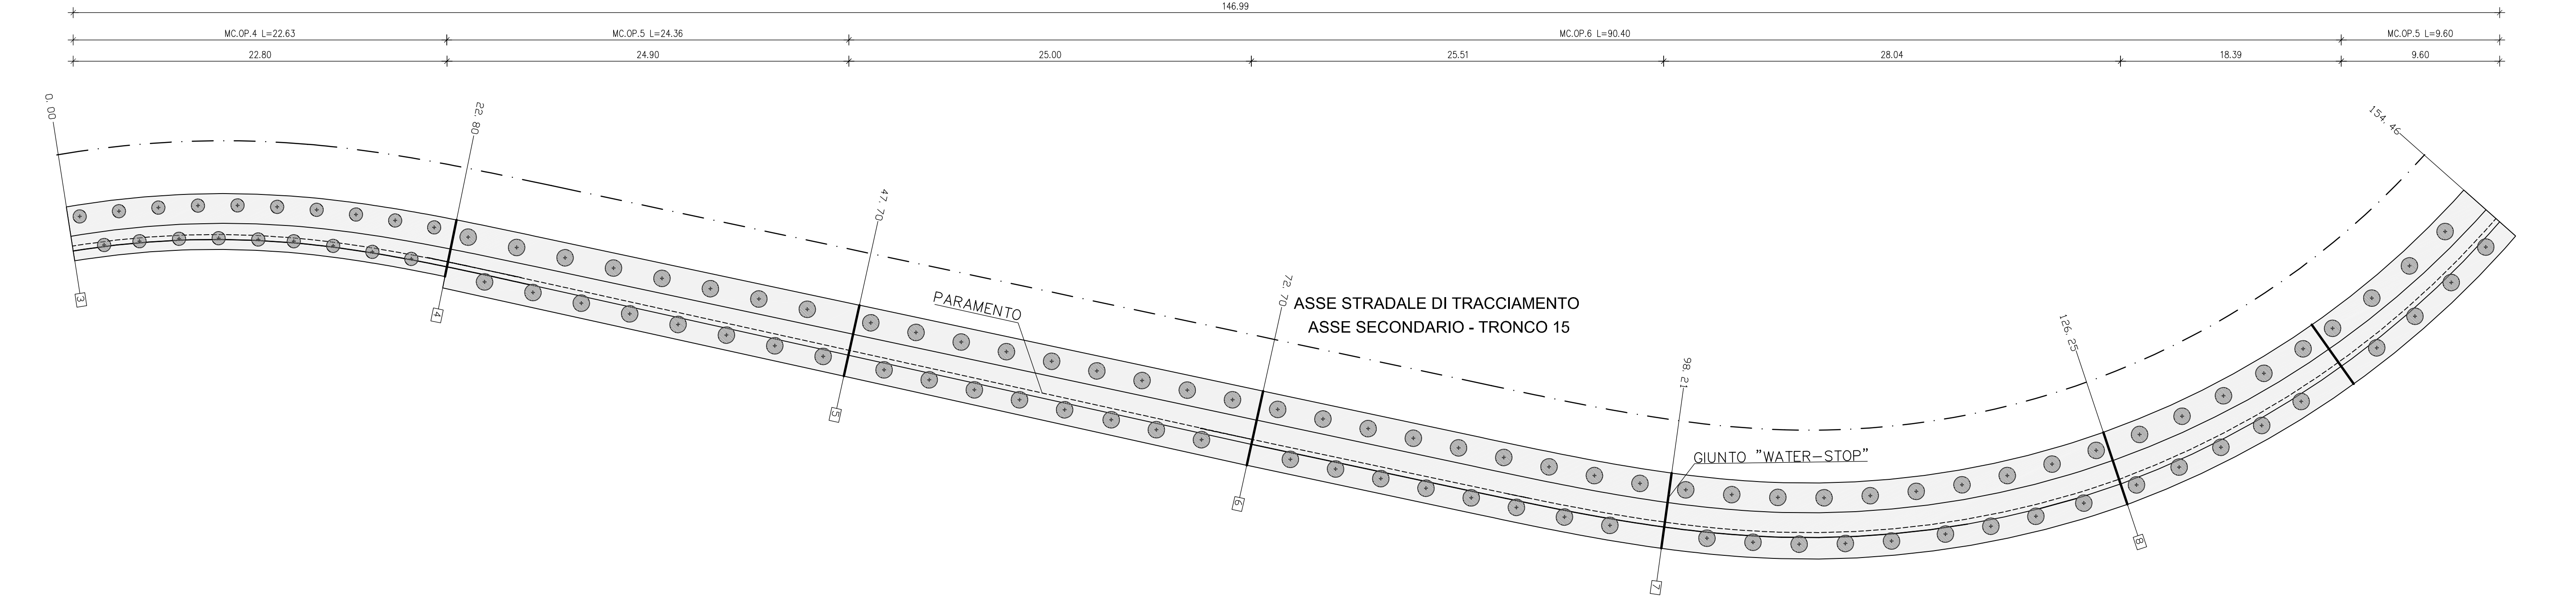 146.99
MC.OP.4 L=22.63
MC.OP.5 L=24.36
MC.OP.6 L=90.40
MC.OP.5 L=9.60
22.80
24.90
25.00
25.51
28.04
18.39
9.60
0.00
22.80
47.70
72.70
98.21
126.25
154.46
PARAMENTO
ASSE STRADALE DI TRACCIAMENTO
ASSE SECONDARIO - TRONCO 15
GIUNTO "WATER-STOP"
3
4
5
6
7
8